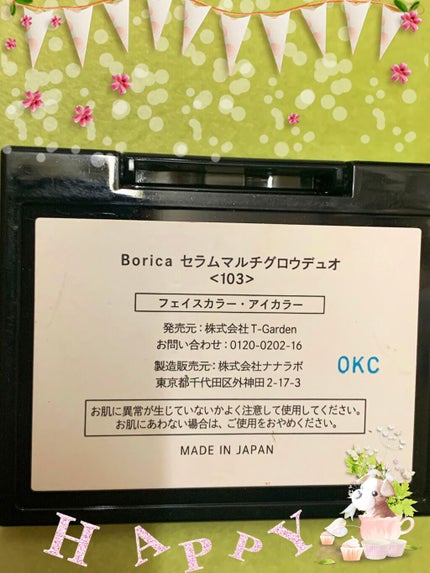 Borica セラムマルチグロウデュオ
<103>
フェイスカラー・アイカラー
発売元：株式会社T-Garden
お問い合わせ：0120-0202-16
製造販売元：株式会社ナナラボ
東京都千代田区外神田2-17-3
OKC
お肌に異常が生じていないかよく注意して使用してください。
お肌にあわない場合は、ご使用をおやめください。
MADE IN JAPAN
HAPPY